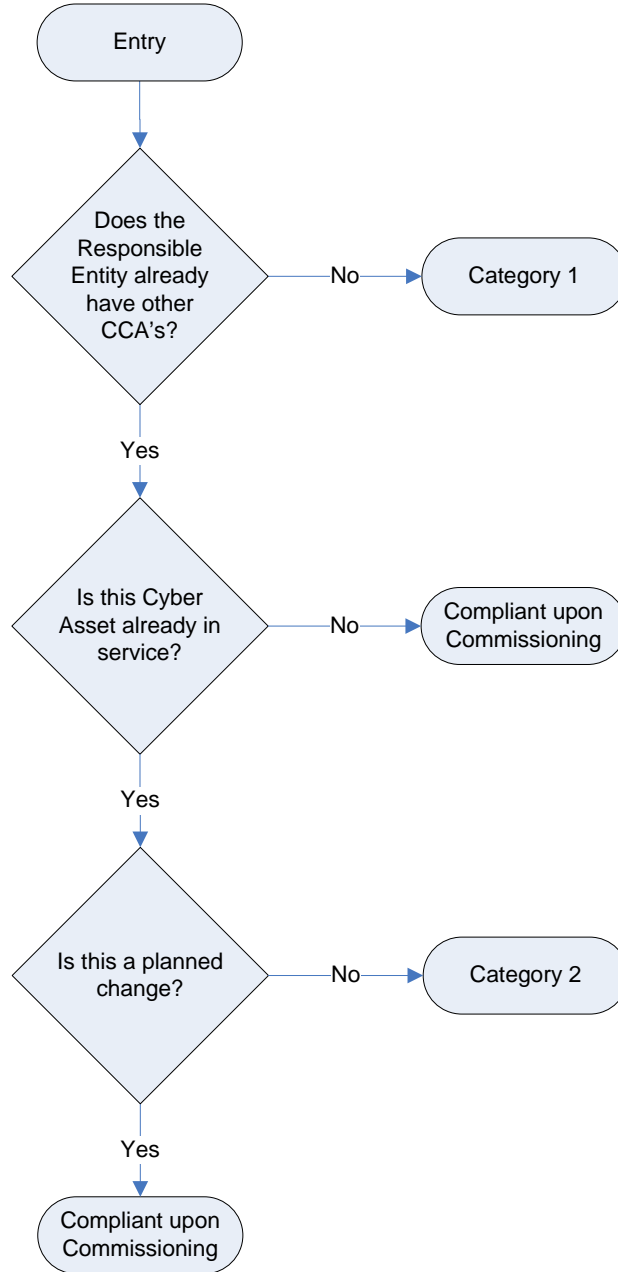 Entry
Does the
Responsible
Entity already
have other
CCA's?
No
Category 1
Yes
Is this Cyber
Asset already in
service?
No
Compliant upon
Commissioning
Yes
Is this a planned
change?
No
Category 2
Yes
Compliant upon
Commissioning